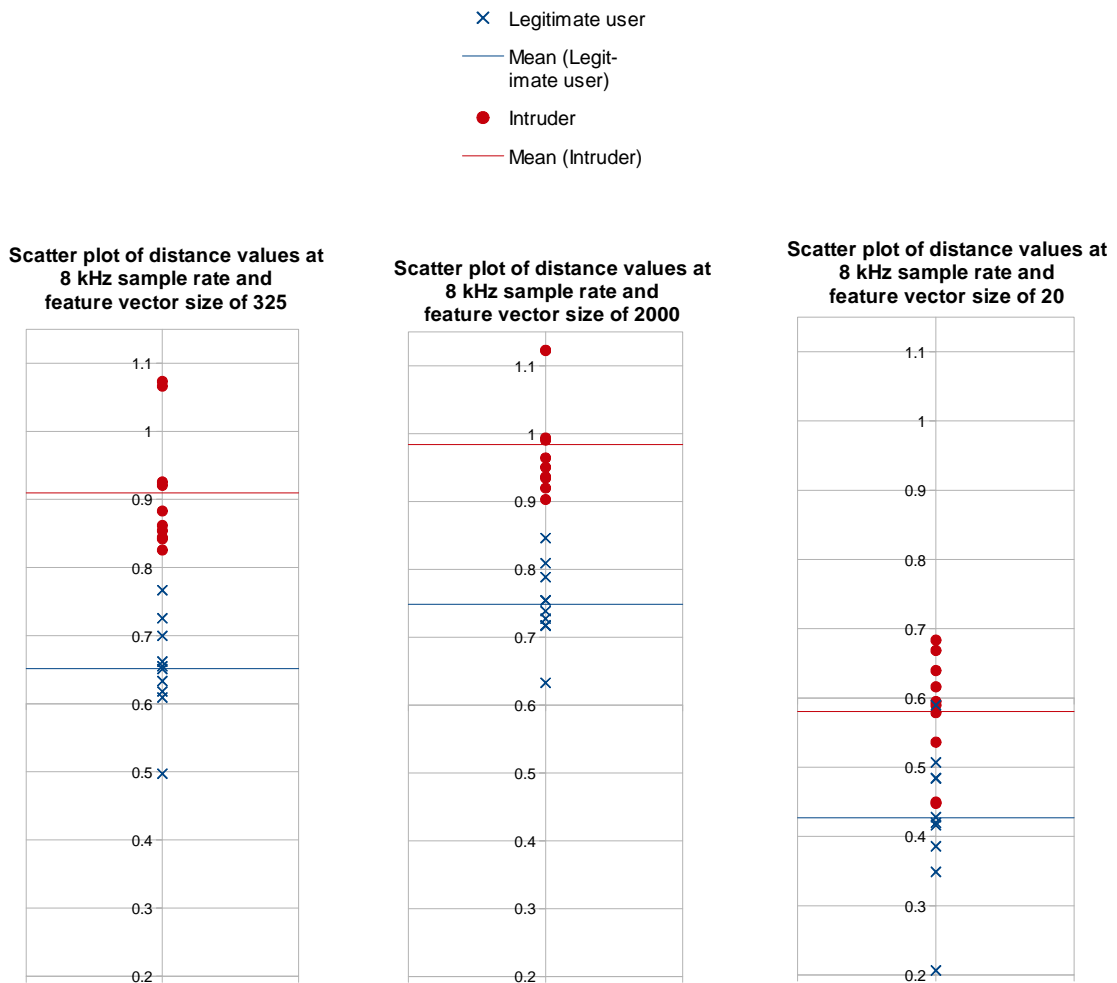 Legitimate user
Mean (Legit-
imate user)
Intruder
Mean (Intruder)
Scatter plot of distance values at
8 kHz sample rate and
feature vector size of 325
1.1
1
0.9
0.8
0.7
0.6
0.5
0.4
0.3
0.2
Scatter plot of distance values at
8 kHz sample rate and
feature vector size of 2000
1.1
1
0.9
0.8
0.7
0.6
0.5
0.4
0.3
0.2
Scatter plot of distance values at
8 kHz sample rate and
feature vector size of 20
1.1
1
0.9
0.8
0.7
0.6
0.5
0.4
0.3
0.2